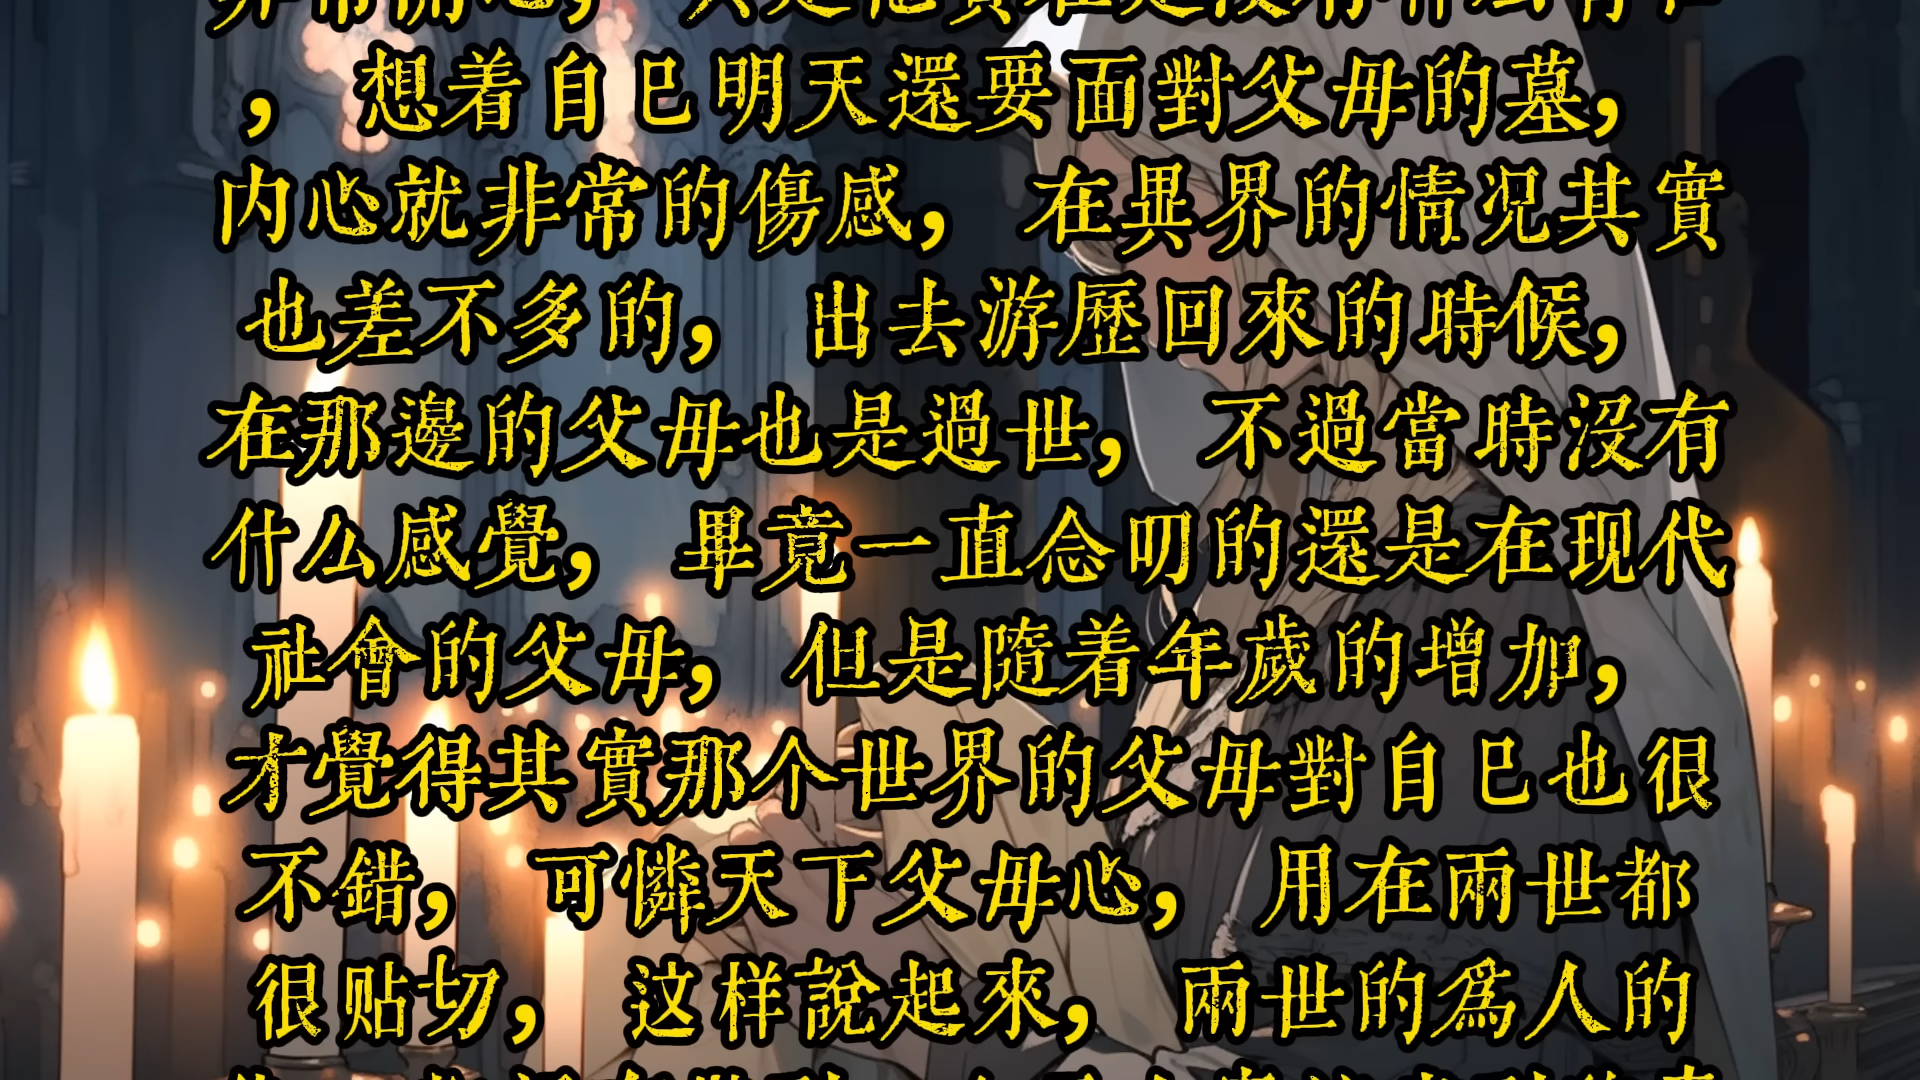 ，想着自已明天還要面對父母的墓，
内心就非常的傷感，在異界的情况其實
也差不多的，出去游歷回來的時候，
在那邊的父母也是過世，不過當時沒有
什么感覺，畢竟一直念叨的還是在现代
社會的父母，但是隨着年歲的增加，
才覺得其實那个世界的父母對自已也很
不錯，可憐天下父母心，用在兩世都
很贴切，这样說起來，兩世的爲人的